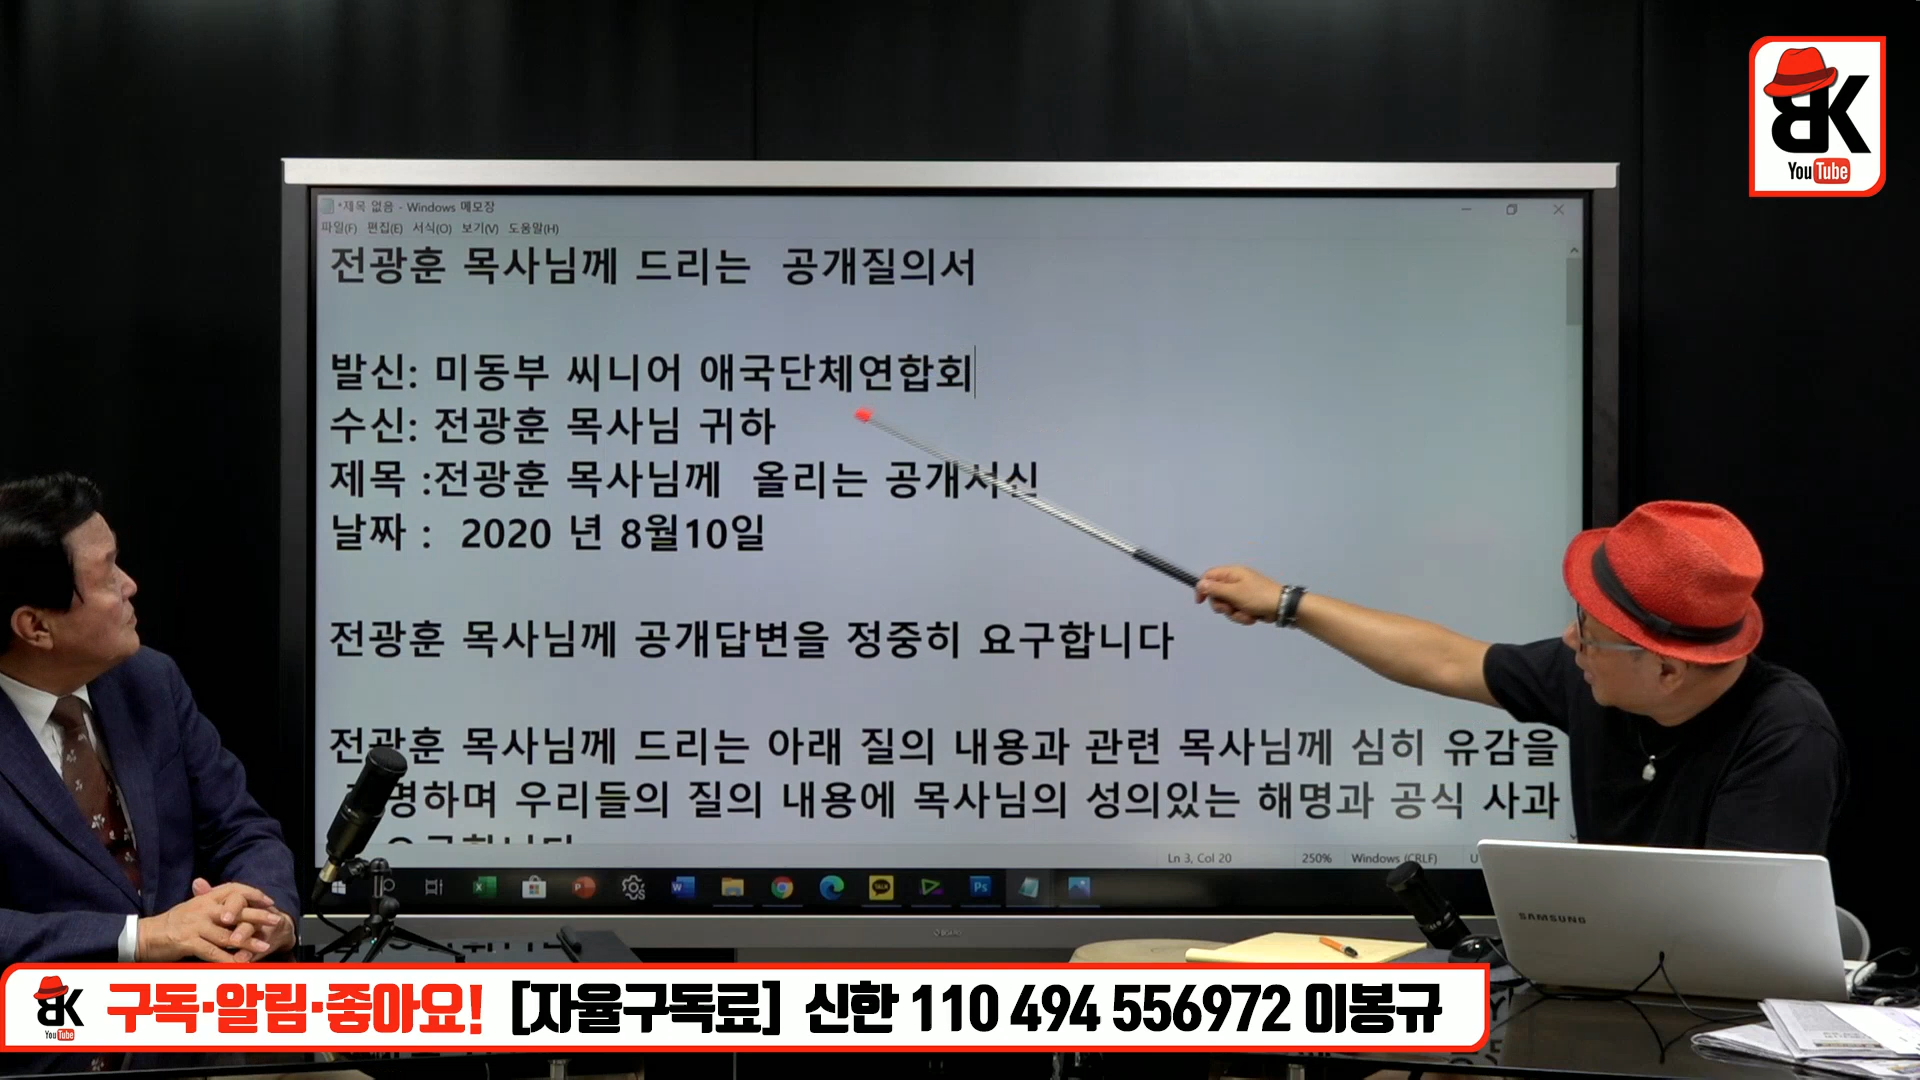 BK
YouTube
*제목 없음 - Windows 메모장
파일(F) 편집(E) 서식(O) 보기(V) 도움말(H)
전광훈 목사님께 드리는 공개질의서
발신: 미동부 씨니어 애국단체연합회
수신: 전광훈 목사님 귀하
제목 :전광훈 목사님께 올리는 공개서신
날짜 : 2020 년 8월10일
전광훈 목사님께 공개답변을 정중히 요구합니다
전광훈 목사님께 드리는 아래 질의 내용과 관련 목사님께 심히 유감을
명하며 우리들의 질의 내용에 목사님의 성의있는 해명과 공식 사과
Ln 3, Col 20 250% Windows (CRLF)
SAMSUNG
BK
YouTube
구독·알림·좋아요! [자율구독료] 신한 110 494 556972 이봉규